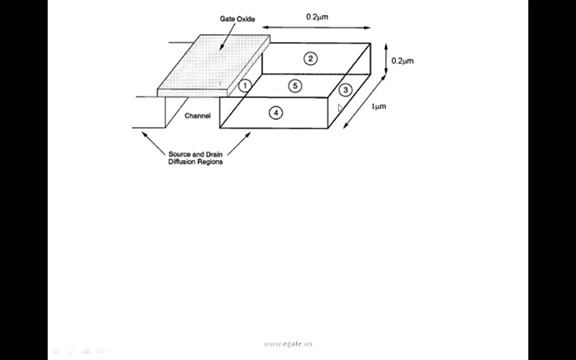 Gate Oxide
0.2μm
2
0.2μm
1
5
3
1μm
4
Channel
Source and Drain
Diffusion Regions
www.egate.ws